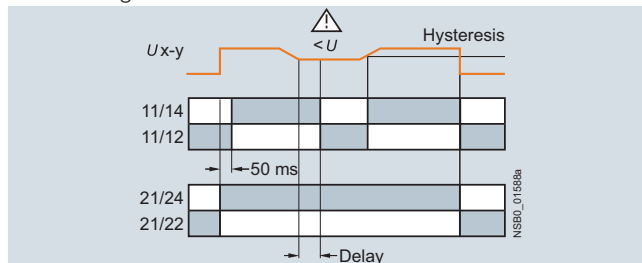 < U
U x-y
Hysteresis
11/14
11/12
50 ms
21/24
21/22
Delay
NSB0_01588a